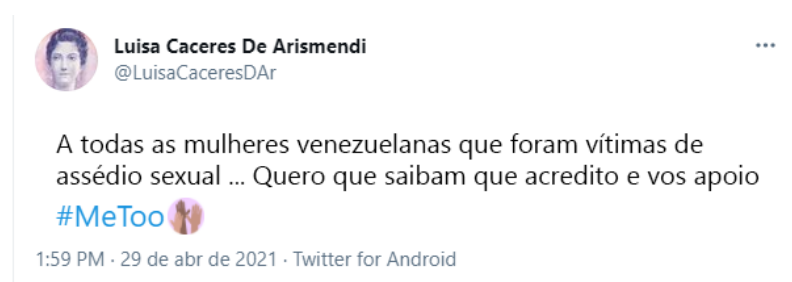 Luisa Caceres De Arismendi
@LuisaCaceresDAr
A todas as mulheres venezuelanas que foram vítimas de
assédio sexual ... Quero que saibam que acredito e vos apoio
#MeToo
1:59 PM · 29 de abr de 2021 · Twitter for Android